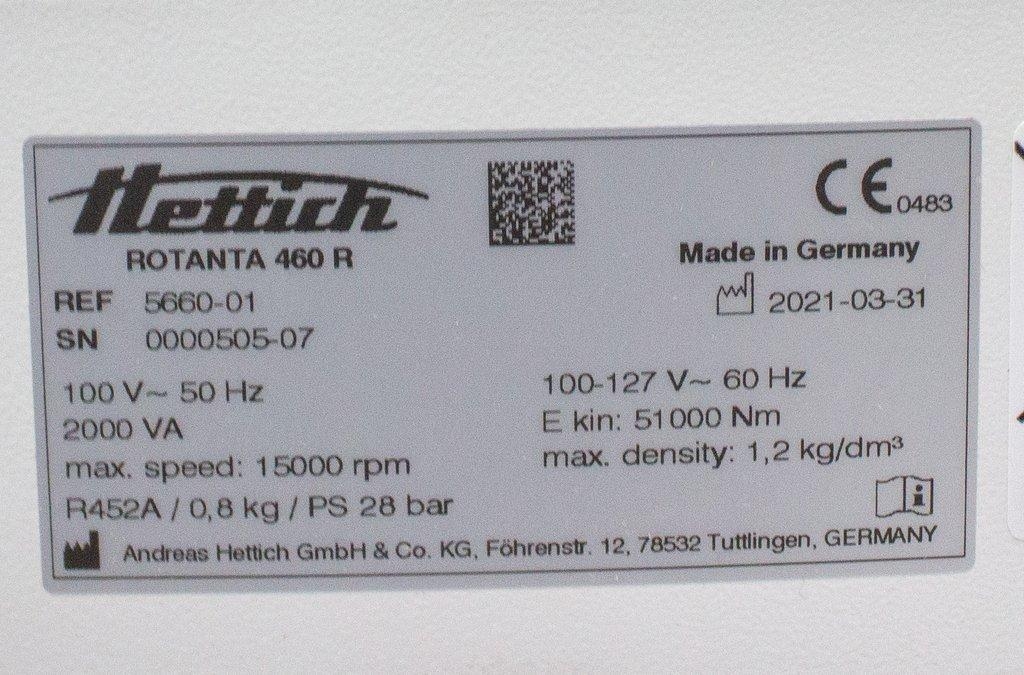 Hettich
ROTANTA 460 R
REF 5660-01
SN 0000505-07
CE 0483
Made in Germany
2021-03-31
100 V~ 50 Hz
2000 VA
max. speed: 15000 rpm
R452A / 0,8 kg / PS 28 bar
100-127 V~ 60 Hz
E kin: 51000 Nm
max. density: 1,2 kg/dm³
i
Andreas Hettich GmbH & Co. KG, Föhrenstr. 12, 78532 Tuttlingen, GERMANY